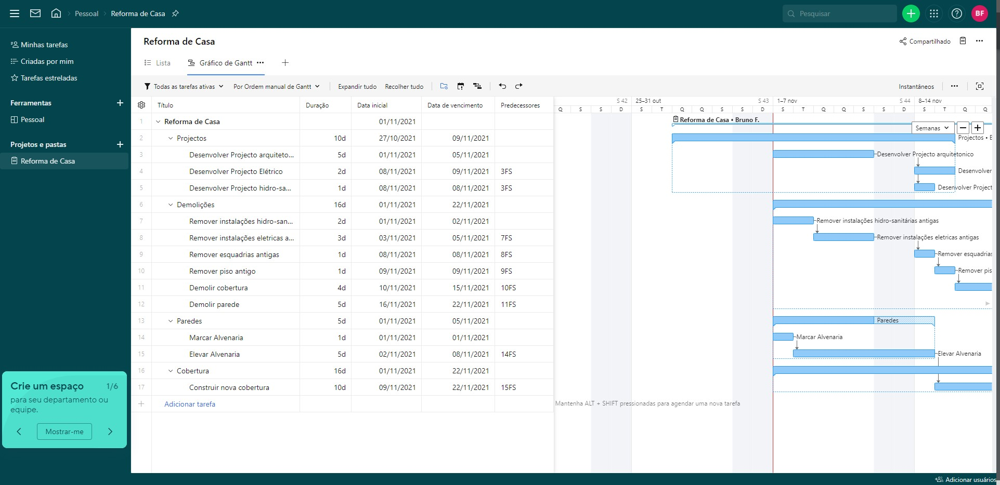 Pessoal
Reforma de Casa
Pesquisar
BF
Minhas tarefas
Criadas por mim
Tarefas estreladas
Ferramentas
Pessoal
Projetos e pastas
Reforma de Casa
Crie um espaço 1/6
para seu departamento ou
equipe.
Mostrar-me
Reforma de Casa
Compartilhado
Lista
Gráfico de Gantt
Todas as tarefas ativas
Por Ordem manual de Gantt
Expandir tudo
Recolher tudo
Instantâneos
Título Duração Data inicial Data de vencimento Predecessores
1 Reforma de Casa 01/11/2021
2 Projectos 10d 27/10/2021 09/11/2021
3 Desenvolver Projecto arquiteto... 5d 01/11/2021 05/11/2021
4 Desenvolver Projecto Elétrico 2d 08/11/2021 09/11/2021 3FS
5 Desenvolver Projecto hidro-sa... 1d 08/11/2021 08/11/2021 3FS
6 Demolições 16d 01/11/2021 22/11/2021
7 Remover instalações hidro-san... 2d 01/11/2021 02/11/2021
8 Remover instalações eletricas a... 3d 03/11/2021 05/11/2021 7FS
9 Remover esquadrias antigas 1d 08/11/2021 08/11/2021 8FS
10 Remover piso antigo 1d 09/11/2021 09/11/2021 9FS
11 Demolir cobertura 4d 10/11/2021 15/11/2021 10FS
12 Demolir parede 5d 16/11/2021 22/11/2021 11FS
13 Paredes 5d 01/11/2021 05/11/2021
14 Marcar Alvenaria 1d 01/11/2021 01/11/2021
15 Elevar Alvenaria 5d 02/11/2021 08/11/2021 14FS
16 Cobertura 16d 01/11/2021 22/11/2021
17 Construir nova cobertura 10d 09/11/2021 22/11/2021 15FS
Adicionar tarefa
S 42 25–31 out S 43 1–7 nov S 44 8–14 nov
Q S S D S T Q Q S S D S T Q Q S S D S T Q Q
Reforma de Casa • Bruno F.
Semanas
Projectos • B
Desenvolver Projecto arquitetonico
Desenvolver
Desenvolver Project
Remover instalações hidro-sanitárias antigas
Remover instalações eletricas antigas
Remover esquadrias
Remover pis
Paredes
Marcar Alvenaria
Elevar Alvenaria
Mantenha ALT + SHIFT pressionadas para agendar uma nova tarefa
Adicionar usuários